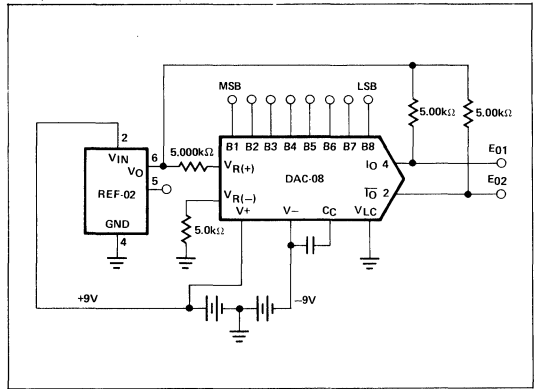 MSB LSB
5.00kΩ 5.00kΩ
2
B1 B2 B3 B4 B5 B6 B7 B8
VIN
VO 6
5.000kΩ
VR(+)
IO 4
E01
5
REF-02
DAC-08
E02
VR(−)
IO 2
V+ V− CC VLC
GND
4
5.0kΩ
+9V
−9V